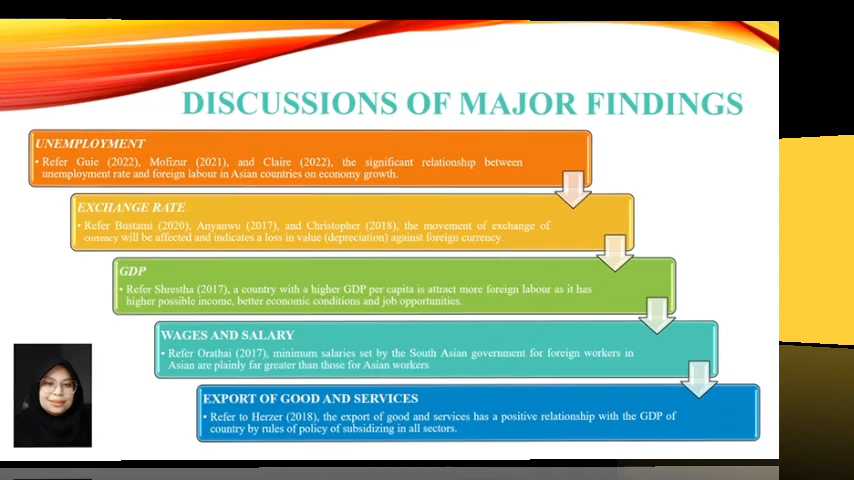 DISCUSSIONS OF MAJOR FINDINGS
UNEMPLOYMENT
• Refer Guie (2022), Mofizur (2021), and Claire (2022), the significant relationship between
unemployment rate and foreign labour in Asian countries on economy growth.
EXCHANGE RATE
• Refer Bustami (2020), Anyanwu (2017), and Christopher (2018), the movement of exchange of
currency will be affected and indicates a loss in value (depreciation) against foreign currency.
GDP
• Refer Shrestha (2017), a country with a higher GDP per capita is attract more foreign labour as it has
higher possible income, better economic conditions and job opportunities.
WAGES AND SALARY
• Refer Orathai (2017), minimum salaries set by the South Asian government for foreign workers in
Asian are plainly far greater than those for Asian workers
EXPORT OF GOOD AND SERVICES
• Refer to Herzer (2018), the export of good and services has a positive relationship with the GDP of
country by rules of policy of subsidizing in all sectors.